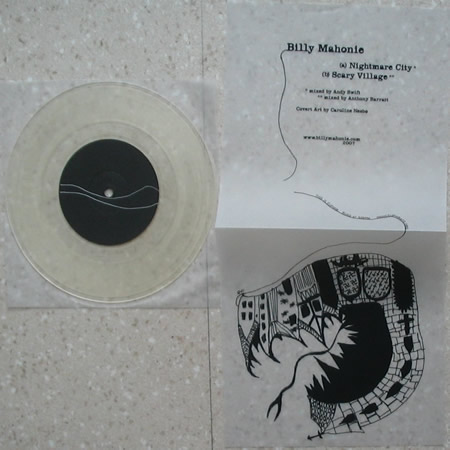 Billy Mahonie
(a) Nightmare City *
(b) Scary Village **
* mixed by Andy Swift
** mixed by Anthony Barratt
Covert Art by Caroline Neebs
www.billymahonie.com
2007